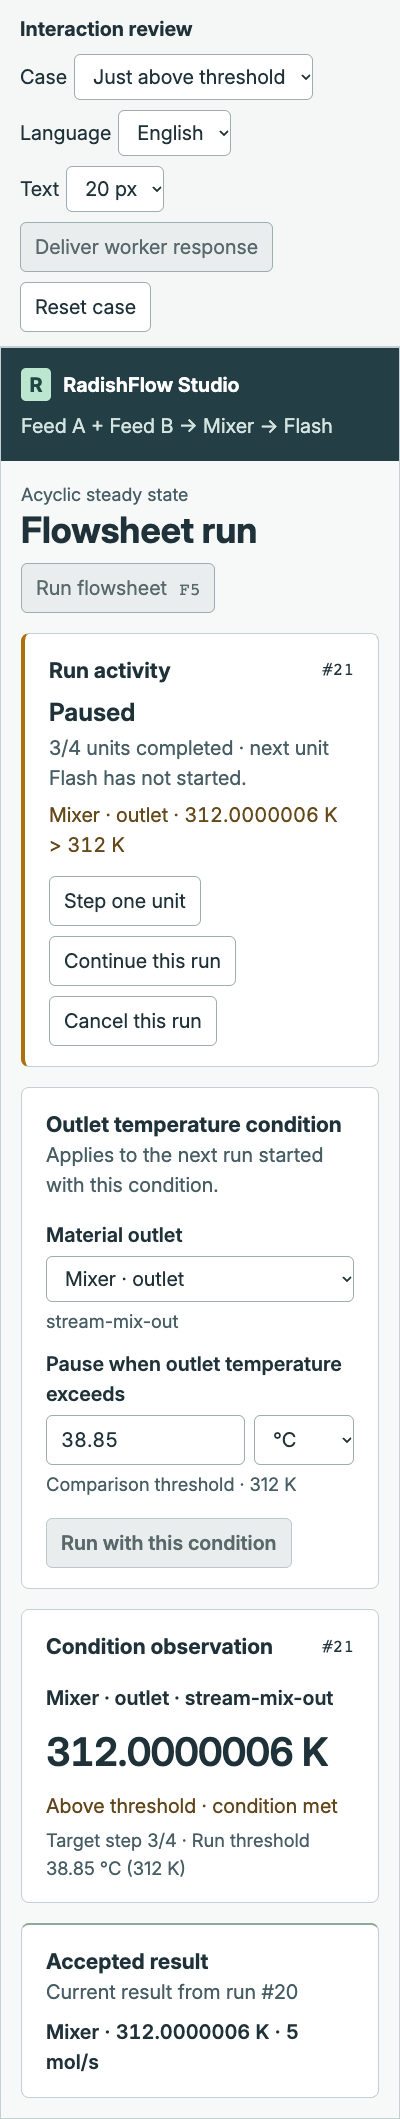 Interaction review
Case Just above threshold
Language English
Text 20 px
Deliver worker response
Reset case
R RadishFlow Studio
Feed A + Feed B → Mixer → Flash
Acyclic steady state
Flowsheet run
Run flowsheet F5
Run activity #21
Paused
3/4 units completed · next unit
Flash has not started.
Mixer · outlet · 312.0000006 K
> 312 K
Step one unit
Continue this run
Cancel this run
Outlet temperature condition
Applies to the next run started
with this condition.
Material outlet
Mixer · outlet
stream-mix-out
Pause when outlet temperature
exceeds
38.85 °C
Comparison threshold · 312 K
Run with this condition
Condition observation #21
Mixer · outlet · stream-mix-out
312.0000006 K
Above threshold · condition met
Target step 3/4 · Run threshold
38.85 °C (312 K)
Accepted result
Current result from run #20
Mixer · 312.0000006 K · 5
mol/s